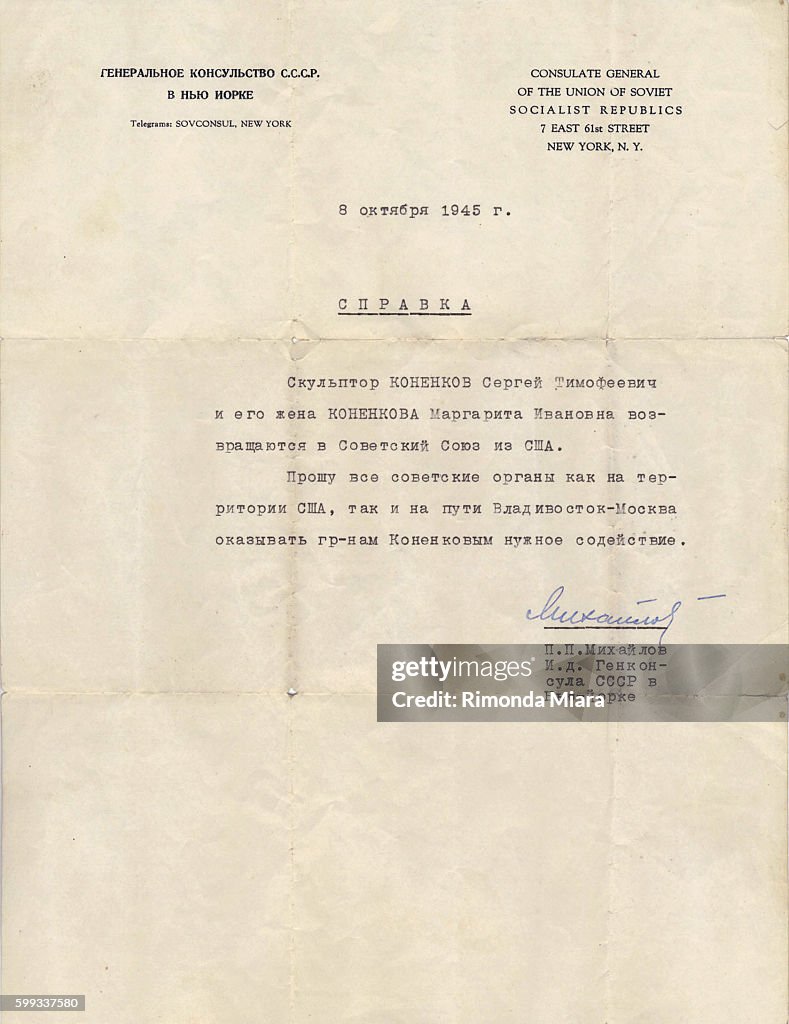 ГЕНЕРАЛЬНОЕ КОНСУЛЬСТВО С.С.С.Р.
В НЬЮ ИОРКЕ
Telegrams: SOVCONSUL, NEW YORK
CONSULATE GENERAL
OF THE UNION OF SOVIET
SOCIALIST REPUBLICS
7 EAST 61st STREET
NEW YORK, N. Y.
8 октября 1945 г.
С П Р А В К А
Скульптор КОНЕНКОВ Сергей Тимофеевич
и его жена КОНЕНКОВА Маргарита Ивановна воз-
вращаются в Советский Союз из США.
Прошу все советские органы как на тер-
ритории США, так и на пути Владивосток-Москва
оказывать гр-нам Коненковым нужное содействие.
Михайлов
П.П.Михайлов
И.д. Генкон-
сула СССР в
gettyimages
Credit: Rimonda Miara
599337580